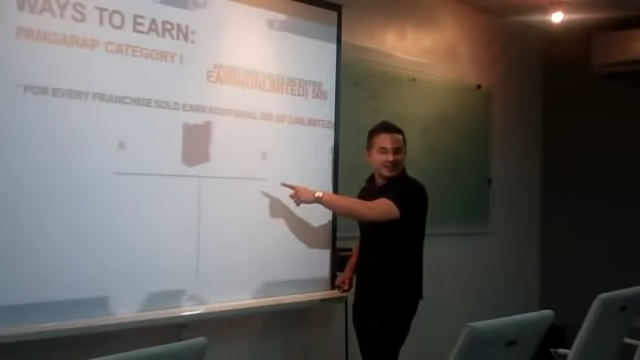 WAYS TO EARN:
PANGARAP CATEGORY I
EARN(UNLIMITED) 500
* FOR EVERY FRANCHISE SOLD EARN ADDITIONAL 500 OF (UNLIMITED)